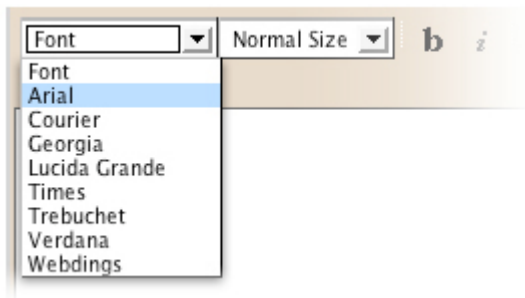 Font Normal Size b i
Font
Arial
Courier
Georgia
Lucida Grande
Times
Trebuchet
Verdana
Webdings